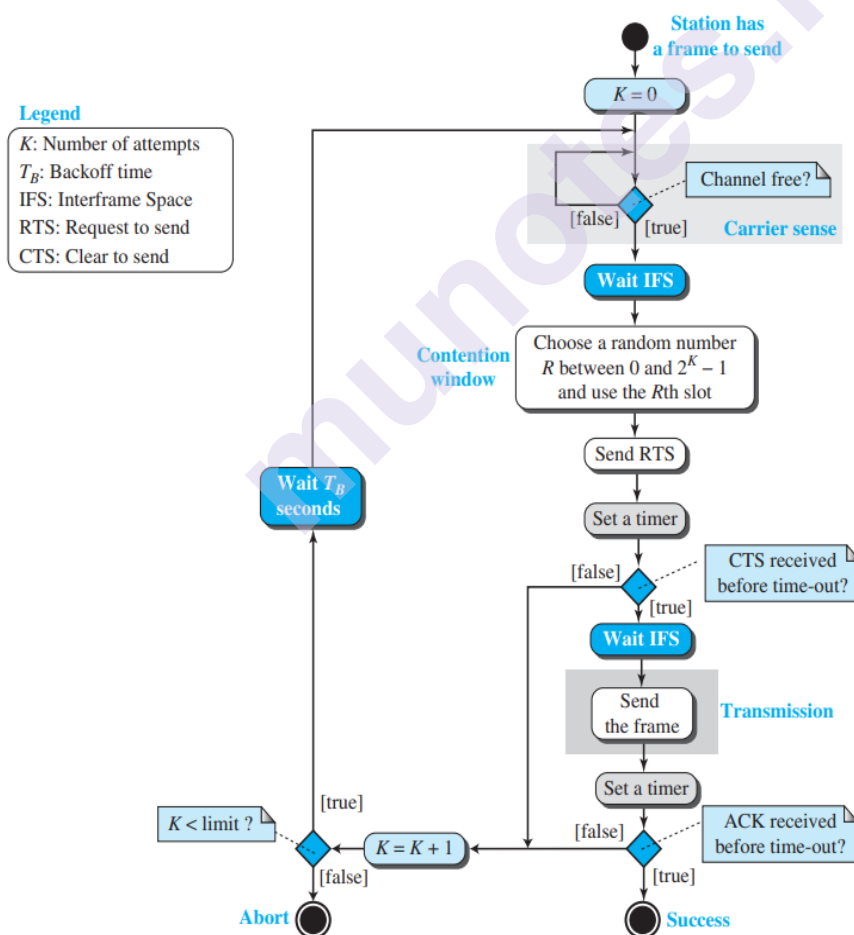 Station has
a frame to send
K = 0
Legend
K: Number of attempts
T_B: Backoff time
IFS: Interframe Space
RTS: Request to send
CTS: Clear to send
Channel free?
[false]
[true]
Carrier sense
Wait IFS
Contention
window
Choose a random number
R between 0 and 2^K – 1
and use the Rth slot
Send RTS
Wait T_B
seconds
Set a timer
[false]
CTS received
before time-out?
[true]
Wait IFS
Send
the frame
Transmission
Set a timer
[true]
K < limit ?
K = K + 1
[false]
ACK received
before time-out?
[false]
[true]
Abort
Success
munotes.